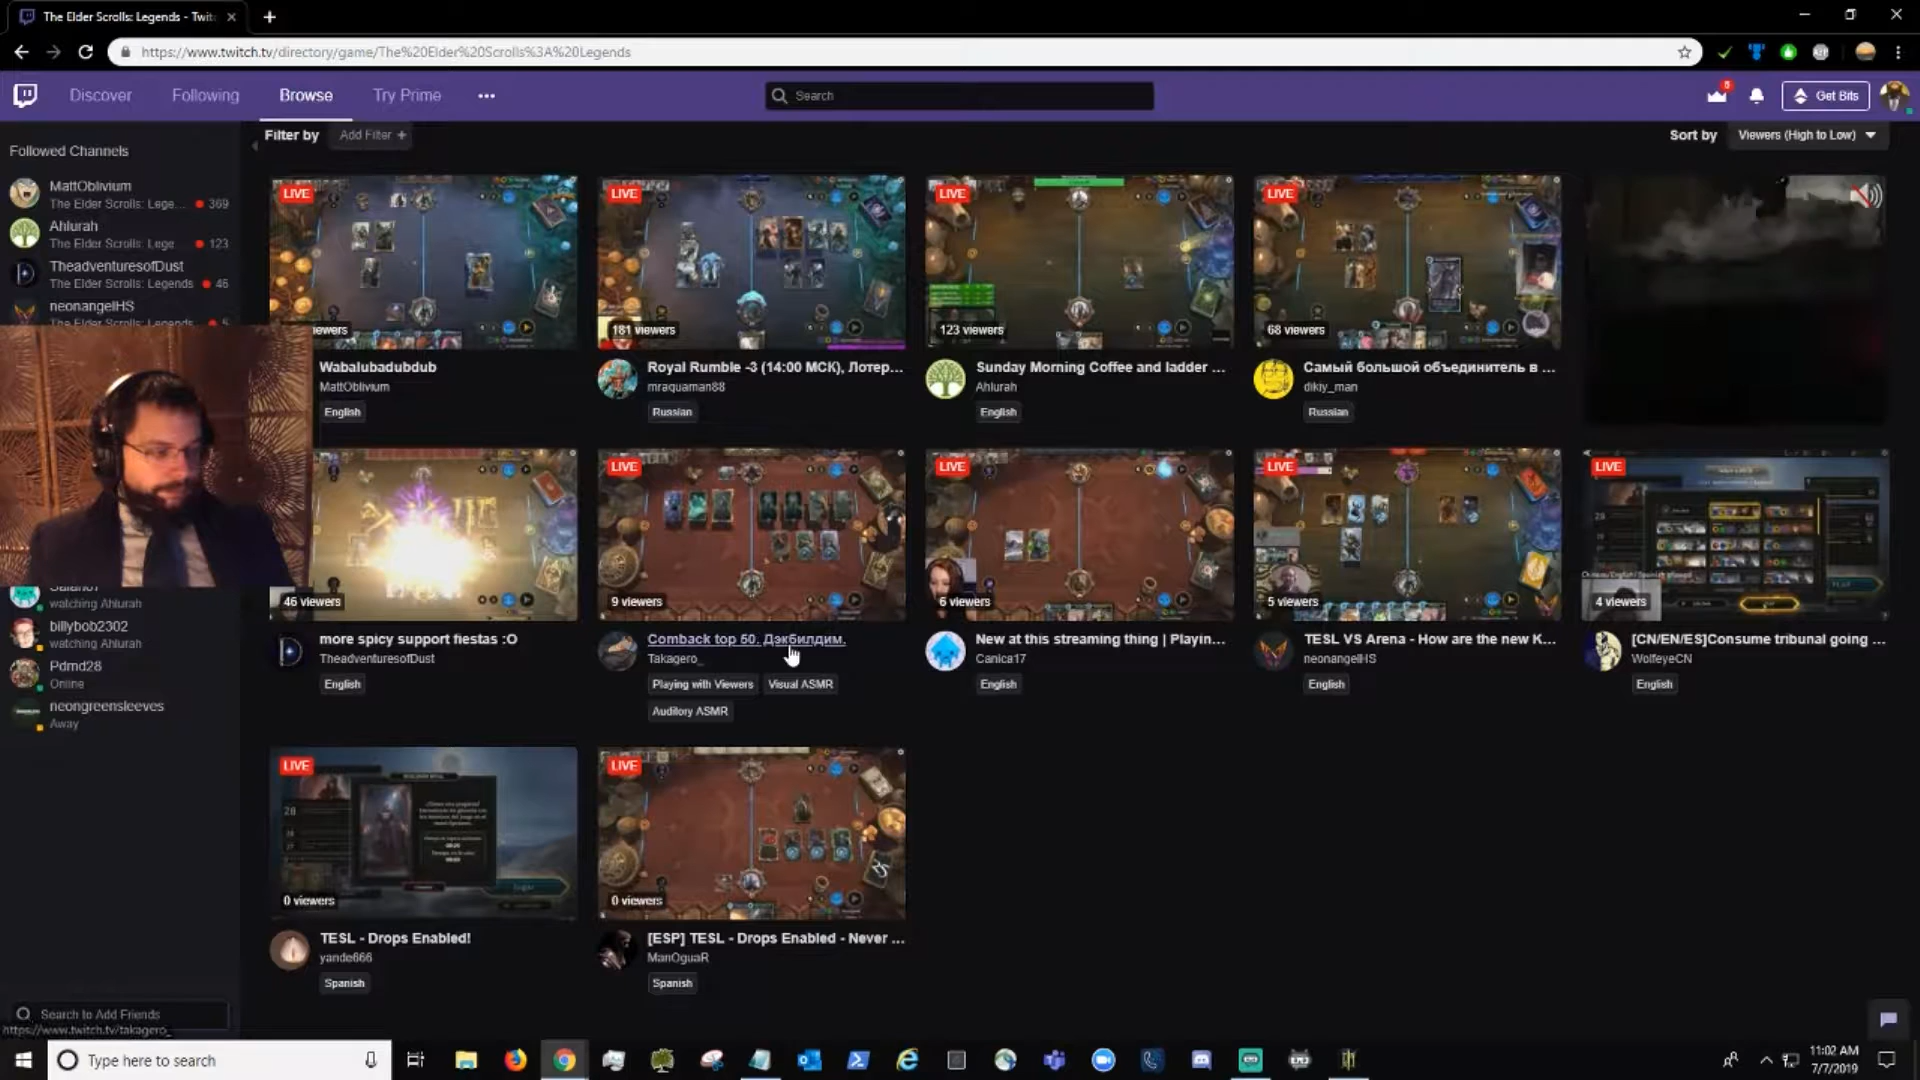 The Elder Scrolls: Legends - Twit
https://www.twitch.tv/directory/game/The%20Elder%20Scrolls%3A%20Legends
Discover
Following
Browse
Try Prime
Search
Get Bits
Filter by
Add Filter +
Sort by
Viewers (High to Low)
Followed Channels
MattOblivium
The Elder Scrolls: Lege... 369
Ahlurah
The Elder Scrolls: Lege 123
TheadventuresofDust
The Elder Scrolls: Legends 46
neonangelHS
The Elder Scrolls: Legends 5
watching Ahlurah
billybob2302
watching Ahlurah
Pdmd28
Online
neongreensleeves
Away
Search to Add Friends
https://www.twitch.tv/takagero_
LIVE
viewers
Wabalubadubdub
MattOblivium
English
LIVE
181 viewers
Royal Rumble -3 (14:00 МСК), Лотер...
mraquaman88
Russian
LIVE
123 viewers
Sunday Morning Coffee and ladder ...
Ahlurah
English
LIVE
68 viewers
Самый большой объединитель в ...
dikiy_man
Russian
46 viewers
more spicy support fiestas :O
TheadventuresofDust
English
LIVE
9 viewers
Comback top 50. Дэкбилдим.
Takagero_
Playing with Viewers
Visual ASMR
Auditory ASMR
LIVE
6 viewers
New at this streaming thing | Playin...
Canica17
English
LIVE
5 viewers
TESL VS Arena - How are the new K...
neonangelHS
English
LIVE
4 viewers
[CN/EN/ES]Consume tribunal going ...
WolfeyeCN
English
LIVE
0 viewers
TESL - Drops Enabled!
yande666
Spanish
LIVE
0 viewers
[ESP] TESL - Drops Enabled - Never ...
ManOguaR
Spanish
Type here to search
11:02 AM
7/7/2019